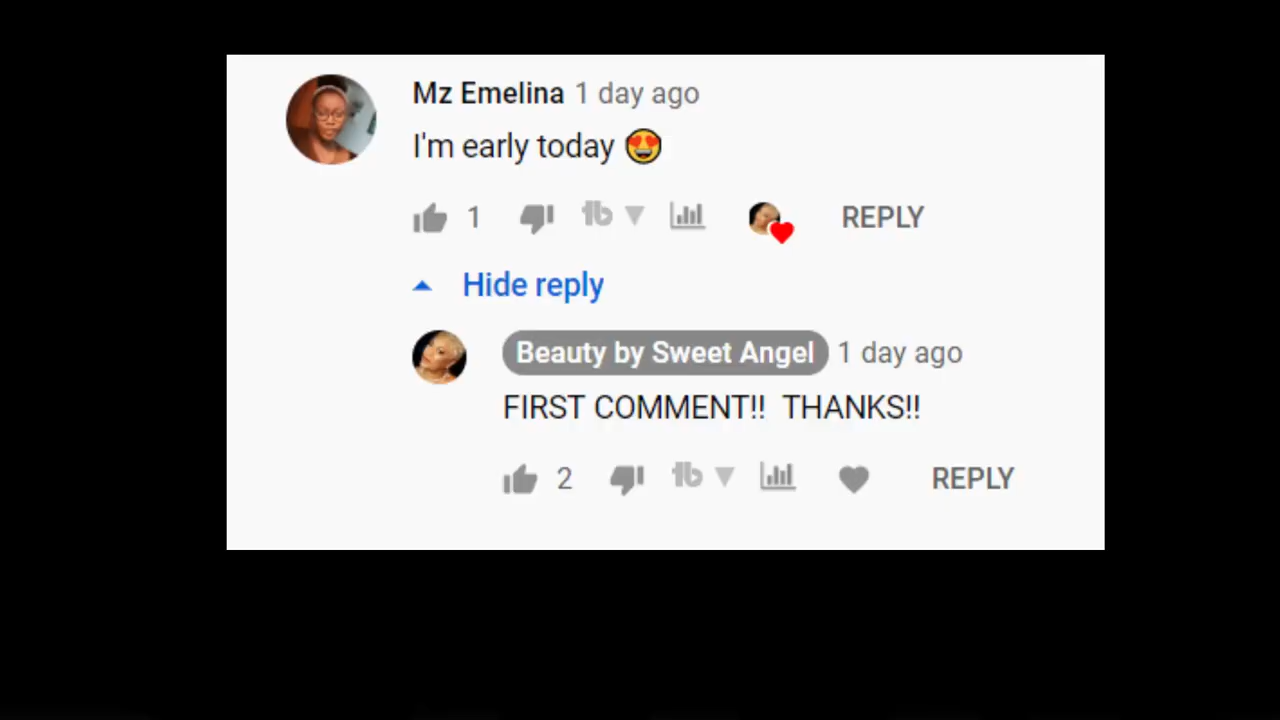 Mz Emelina 1 day ago
I'm early today 😍
1 REPLY
Hide reply
Beauty by Sweet Angel 1 day ago
FIRST COMMENT!! THANKS!!
2 REPLY